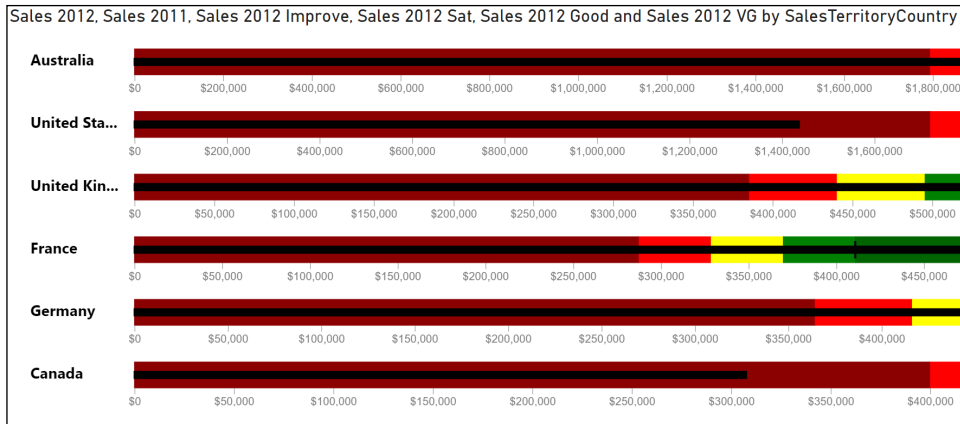 Sales 2012, Sales 2011, Sales 2012 Improve, Sales 2012 Sat, Sales 2012 Good and Sales 2012 VG by SalesTerritoryCountry
Australia
$0 $200,000 $400,000 $600,000 $800,000 $1,000,000 $1,200,000 $1,400,000 $1,600,000 $1,800,000
United Sta...
$0 $200,000 $400,000 $600,000 $800,000 $1,000,000 $1,200,000 $1,400,000 $1,600,000
United Kin...
$0 $50,000 $100,000 $150,000 $200,000 $250,000 $300,000 $350,000 $400,000 $450,000 $500,000
France
$0 $50,000 $100,000 $150,000 $200,000 $250,000 $300,000 $350,000 $400,000 $450,000
Germany
$0 $50,000 $100,000 $150,000 $200,000 $250,000 $300,000 $350,000 $400,000
Canada
$0 $50,000 $100,000 $150,000 $200,000 $250,000 $300,000 $350,000 $400,000